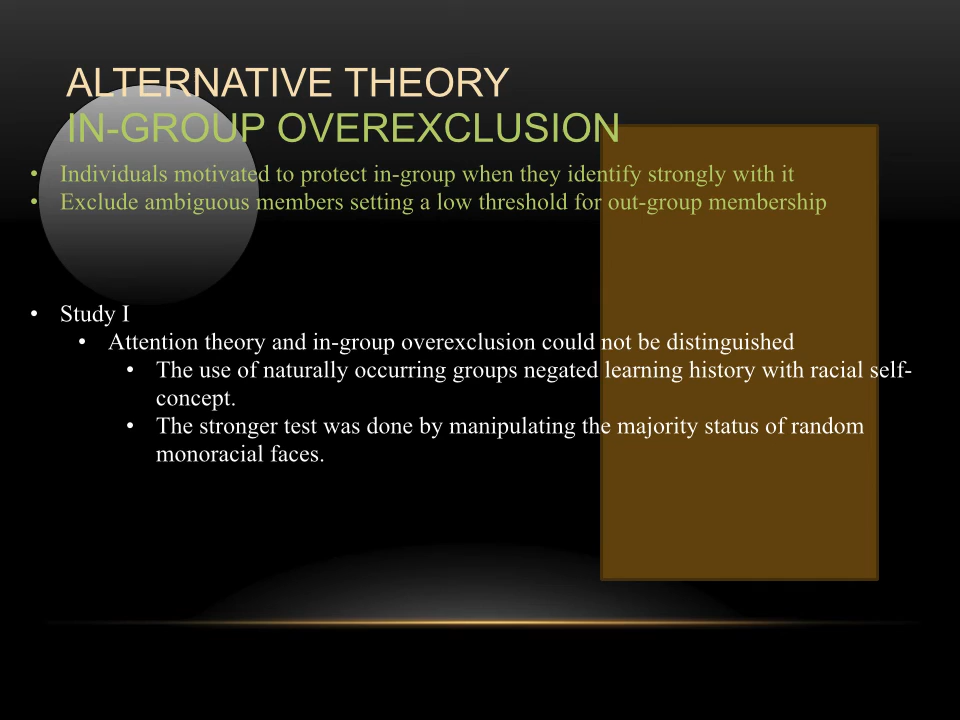 ALTERNATIVE THEORY
IN-GROUP OVEREXCLUSION
• Individuals motivated to protect in-group when they identify strongly with it
• Exclude ambiguous members setting a low threshold for out-group membership
• Study I
• Attention theory and in-group overexclusion could not be distinguished
• The use of naturally occurring groups negated learning history with racial self-
concept.
• The stronger test was done by manipulating the majority status of random
monoracial faces.